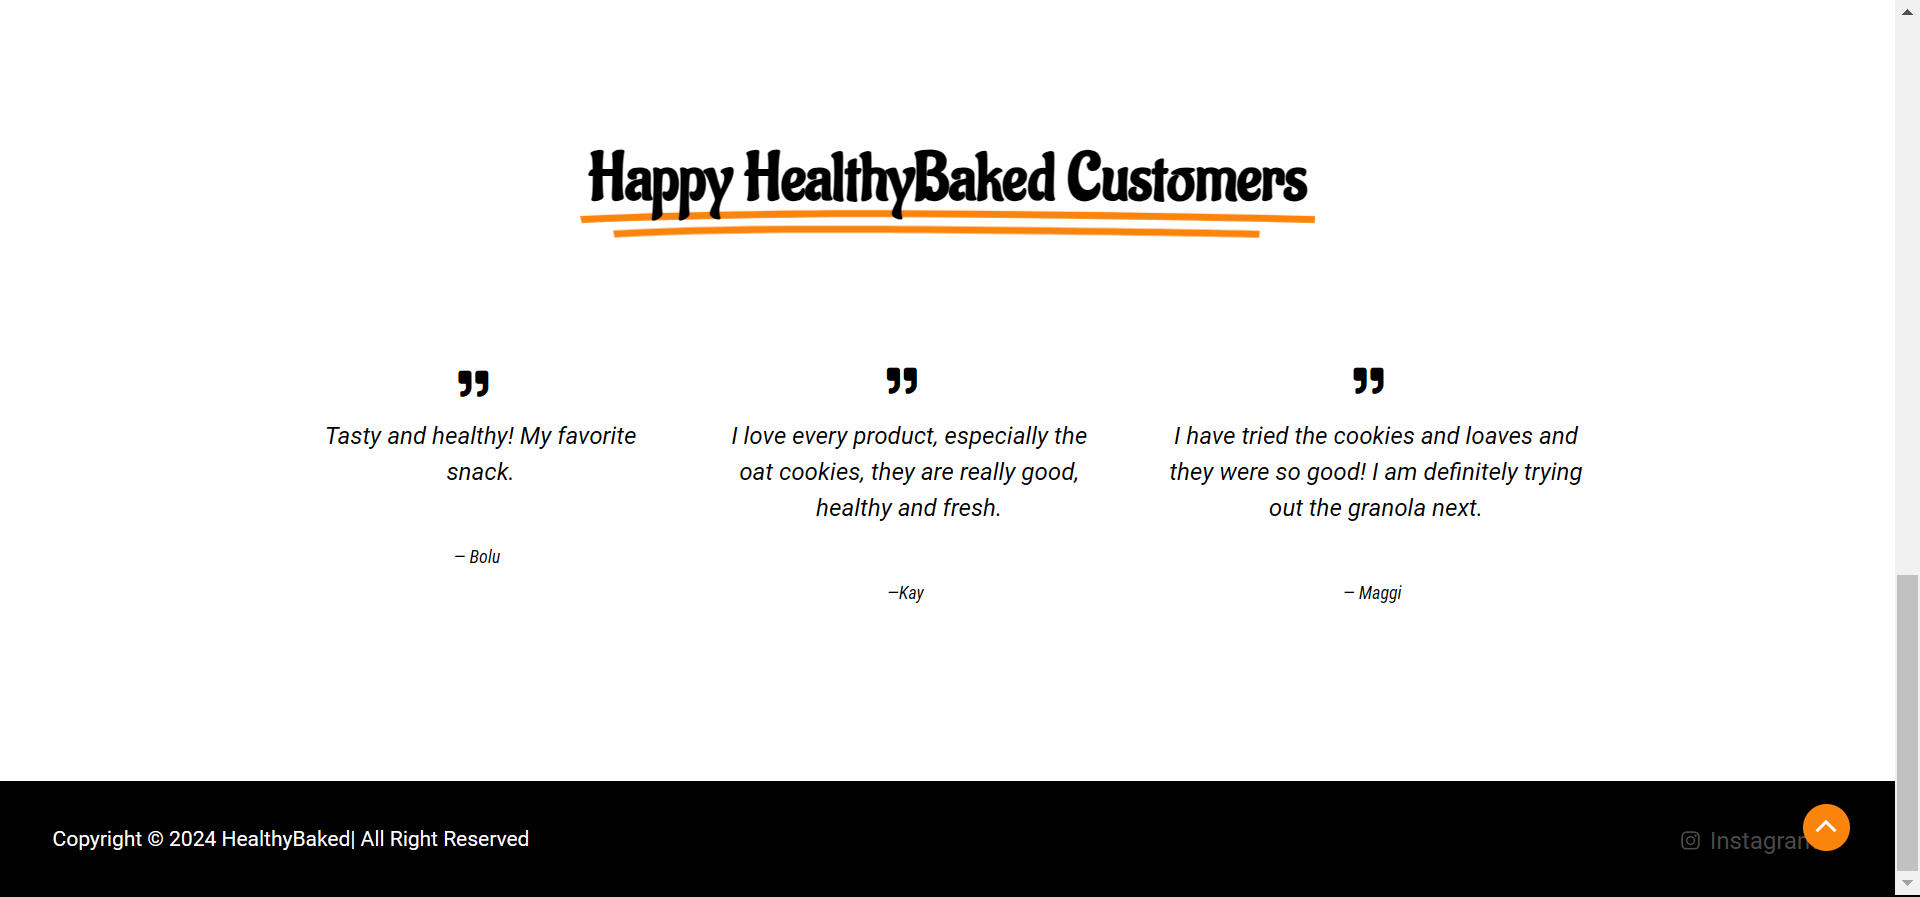 Happy HealthyBaked Customers
Tasty and healthy! My favorite
snack.
– Bolu
I love every product, especially the
oat cookies, they are really good,
healthy and fresh.
–Kay
I have tried the cookies and loaves and
they were so good! I am definitely trying
out the granola next.
– Maggi
Copyright © 2024 HealthyBaked| All Right Reserved
Instagram